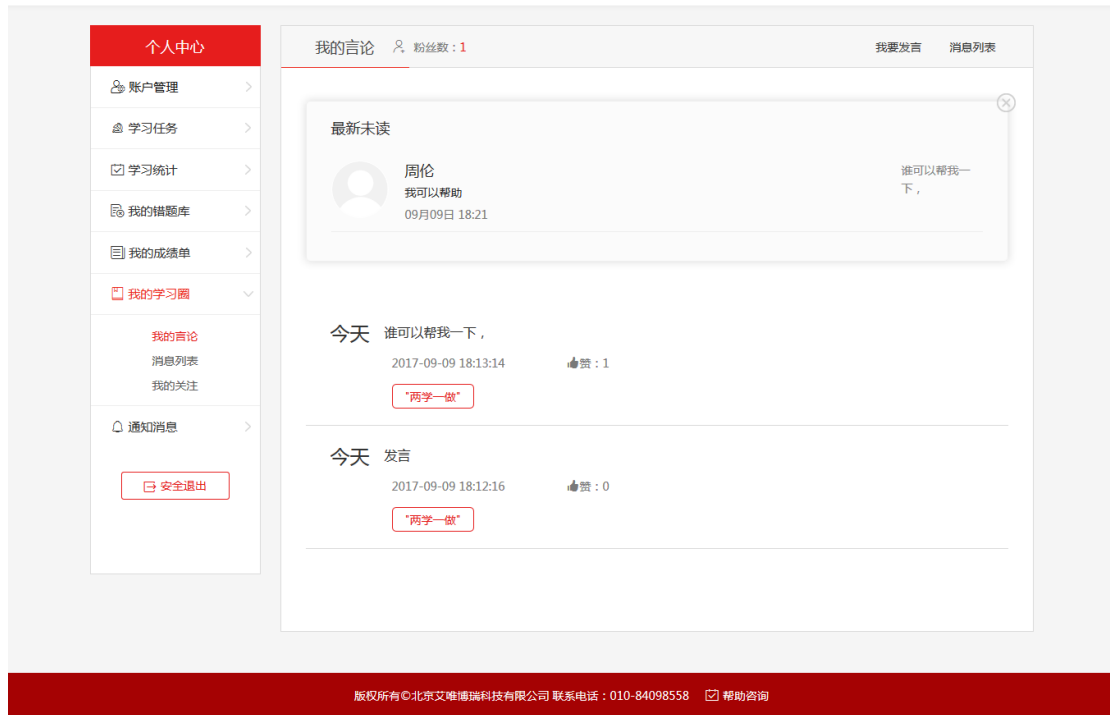 个人中心
账户管理
学习任务
学习统计
我的错题库
我的成绩单
我的学习圈
我的言论
消息列表
我的关注
通知消息
安全退出
我的言论 粉丝数：1 我要发言 消息列表
最新未读
周伦
我可以帮助
09月09日 18:21
谁可以帮我一
下，
今天 谁可以帮我一下，
2017-09-09 18:13:14 赞：1
"两学一做"
今天 发言
2017-09-09 18:12:16 赞：0
"两学一做"
版权所有©北京艾唯博瑞科技有限公司 联系电话：010-84098558 帮助咨询